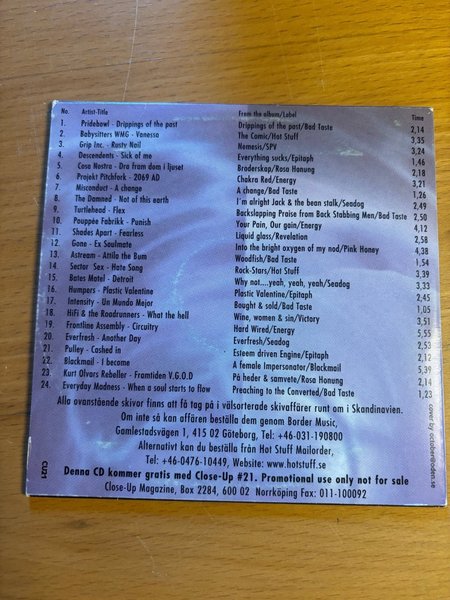 No. Artist-Title From the album/Label Time
1. Pridebowl - Drippings of the past Drippings of the past/Bad Taste 2,14
2. Babysitters WMG - Vanessa The Comic/Hot Stuff 3,35
3. Grip Inc. - Rusty Nail Nemesis/SPV 3,24
4. Descendents - Sick of me Everything sucks/Epitaph 1,46
5. Cosa Nostra - Dra fram dom i ljuset Broderskap/Rosa Honung 2,18
6. Projekt Pitchfork - 2069 AD Chakra Red/Energy 3,21
7. Misconduct - A change A change/Bad Taste 1,26
8. The Damned - Not of this earth I'm alright Jack & the bean stalk/Seadog 2,49
9. Turtlehead - Flex Backslapping Praise from Back Stabbing Men/Bad Taste 2,50
10. Pouppée Fabrikk - Punish Your Pain, Our gain/Energy 4,12
11. Shades Apart - Fearless Liquid glass/Revelation 2,58
12. Gone - Ex Soulmate Into the bright oxygen of my nod/Pink Honey 4,38
13. Astream - Attila the Bum Woodfish/Bad Taste 1,54
14. Sector Sex - Hate Song Rock-Stars/Hot Stuff 3,39
15. Bates Motel - Detroit Why not....yeah, yeah, yeah/Seadog 3,33
16. Humpers - Plastic Valentine Plastic Valentine/Epitaph 2,45
17. Intensity - Un Mundo Mejor Bought & sold/Bad Taste 1,05
18. HiFi & the Roadrunners - What the hell Wine, women & sin/Victory 3,51
19. Frontline Assembly - Circuitry Hard Wired/Energy 5,55
20. Everfresh - Another Day Everfresh/Seadog 2,53
21. Pulley - Cashed in Esteem driven Engine/Epitaph 2,12
22. Blackmail - I become A female Impersonator/Blackmail 5,39
23. Kurt Olvars Rebeller - Framtiden V.G.O.D På heder & samvete/Rosa Honung 2,14
24. Everyday Madness - When a soul starts to flow Preaching to the Converted/Bad Taste 1,23
Alla ovanstående skivor finns att få tag på i välsorterade skivaffärer runt om i Skandinavien.
Om inte så kan affären beställa dem genom Border Music,
Gamlestadsvägen 1, 415 02 Göteborg, Tel: +46-031-190800
Alternativt kan du beställa från Hot Stuff Mailorder,
Tel: +46-0476-10449, Website: www.hotstuff.se
Denna CD kommer gratis med Close-Up #21. Promotional use only not for sale
Close-Up Magazine, Box 2284, 600 02 Norrköping Fax: 011-100092
CU21
cover by octobervioden.se